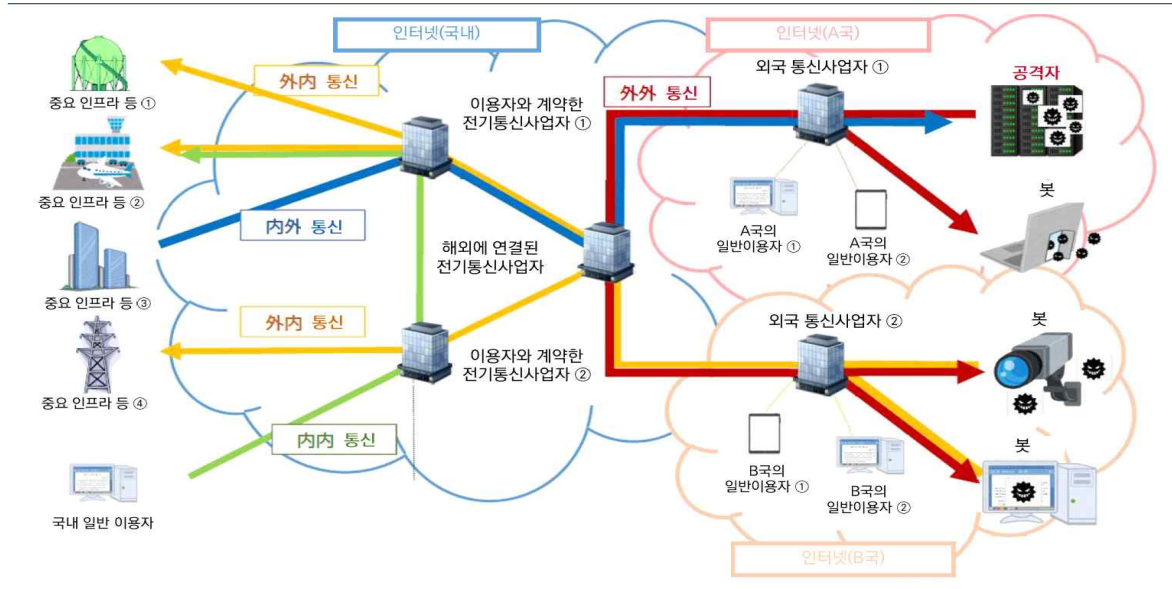 인터넷(국내)
인터넷(A국)
중요 인프라 등 ①
外内 통신
이용자와 계약한
전기통신사업자 ①
外外 통신
외국 통신사업자 ①
공격자
중요 인프라 등 ②
内外 통신
A국의
일반이용자 ①
A국의
일반이용자 ②
봇
해외에 연결된
전기통신사업자
중요 인프라 등 ③
外内 통신
이용자와 계약한
전기통신사업자 ②
외국 통신사업자 ②
봇
중요 인프라 등 ④
内内 통신
B국의
일반이용자 ①
B국의
일반이용자 ②
봇
국내 일반 이용자
인터넷(B국)